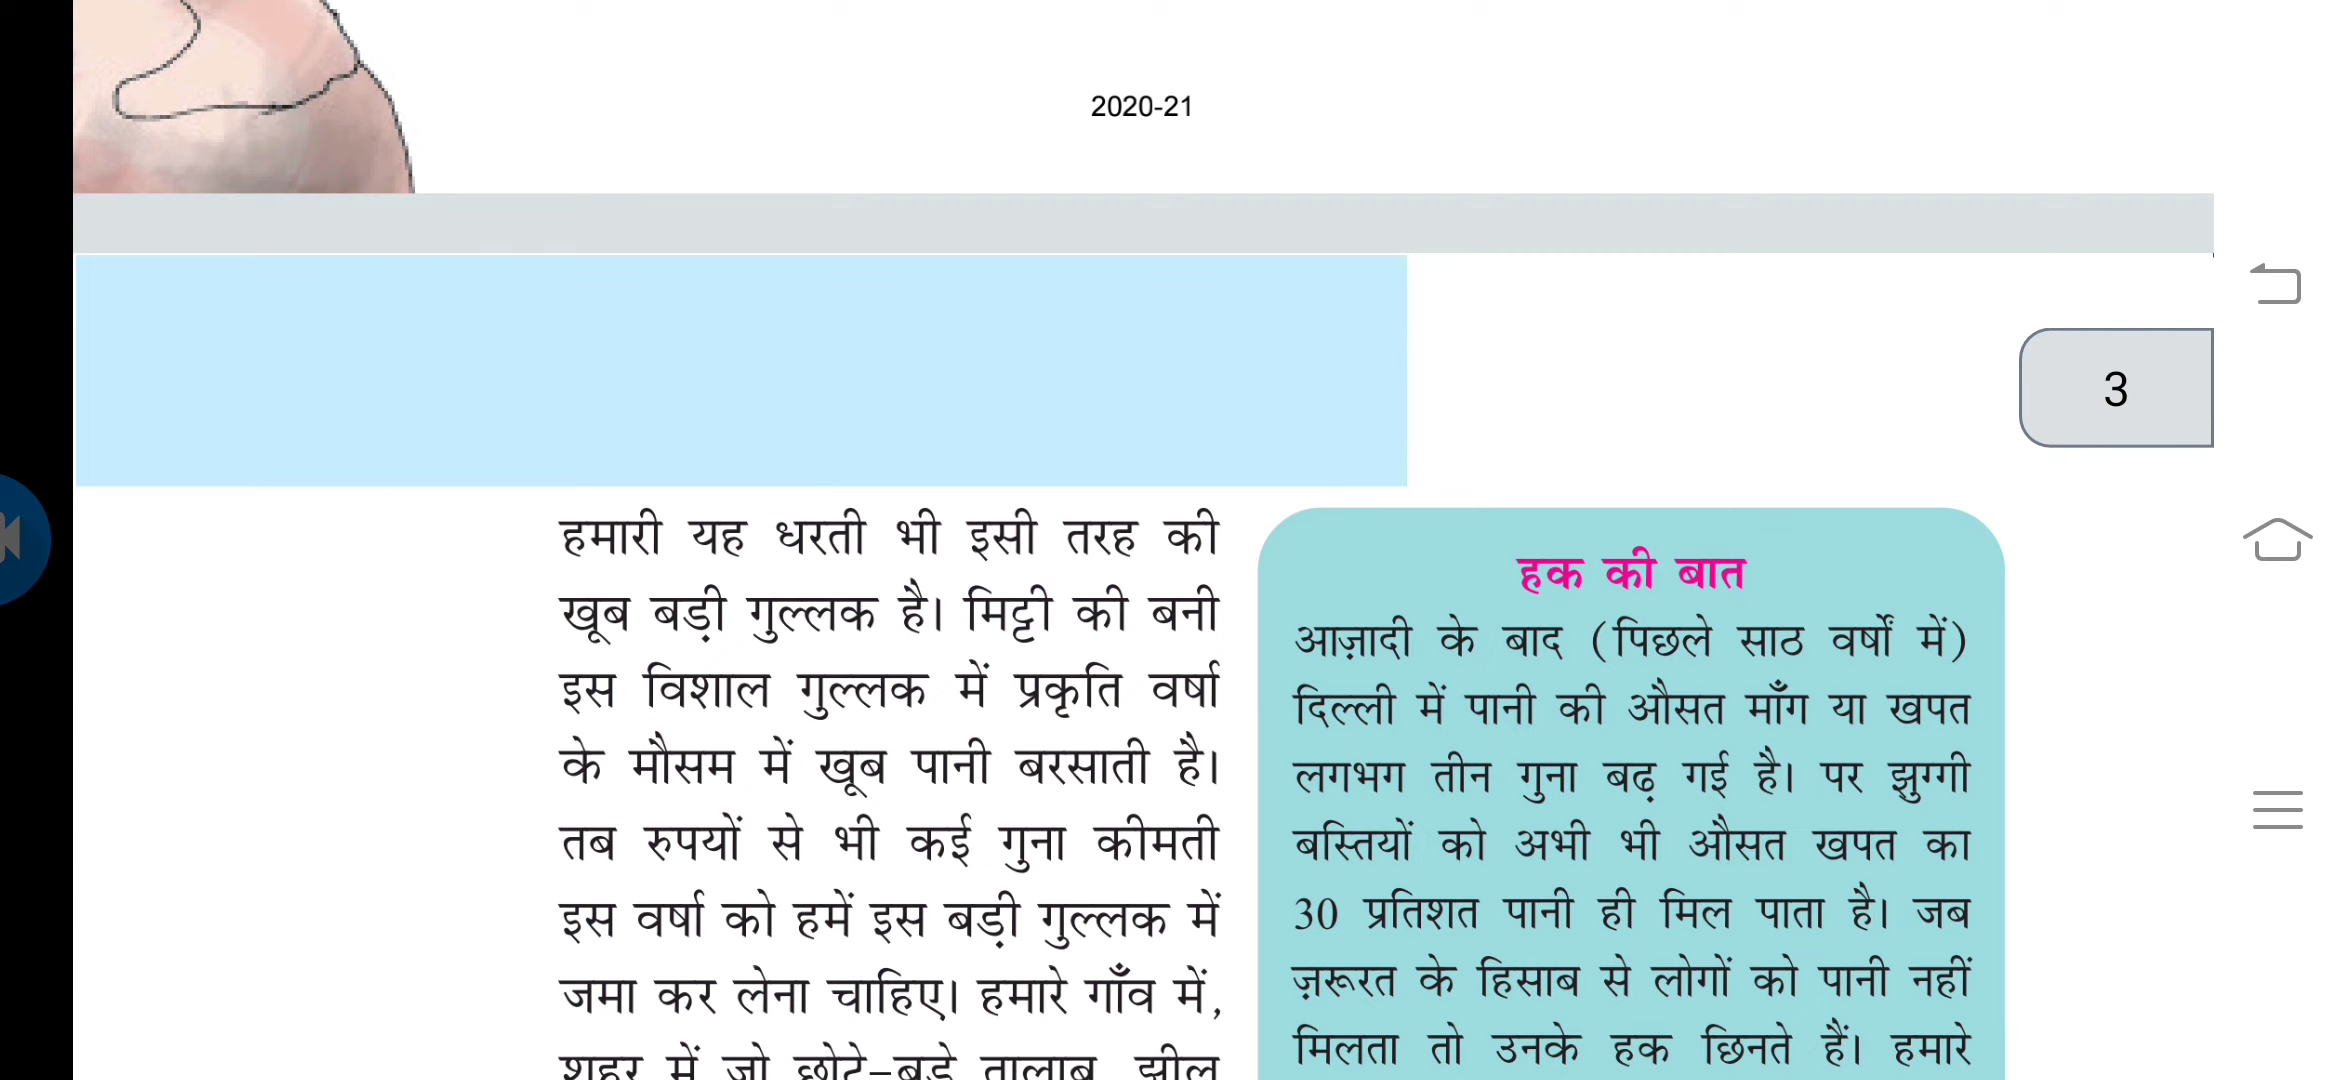 2020-21
3
हमारी यह धरती भी इसी तरह की
खूब बड़ी गुल्लक है। मिट्टी की बनी
इस विशाल गुल्लक में प्रकृति वर्षा
के मौसम में खूब पानी बरसाती है।
तब रुपयों से भी कई गुना कीमती
इस वर्षा को हमें इस बड़ी गुल्लक में
जमा कर लेना चाहिए। हमारे गाँव में,
शहर में जो छोटे-बड़े तालाब, झील
हक की बात
आज़ादी के बाद (पिछले साठ वर्षों में)
दिल्ली में पानी की औसत माँग या खपत
लगभग तीन गुना बढ़ गई है। पर झुग्गी
बस्तियों को अभी भी औसत खपत का
30 प्रतिशत पानी ही मिल पाता है। जब
ज़रूरत के हिसाब से लोगों को पानी नहीं
मिलता तो उनके हक छिनते हैं। हमारे